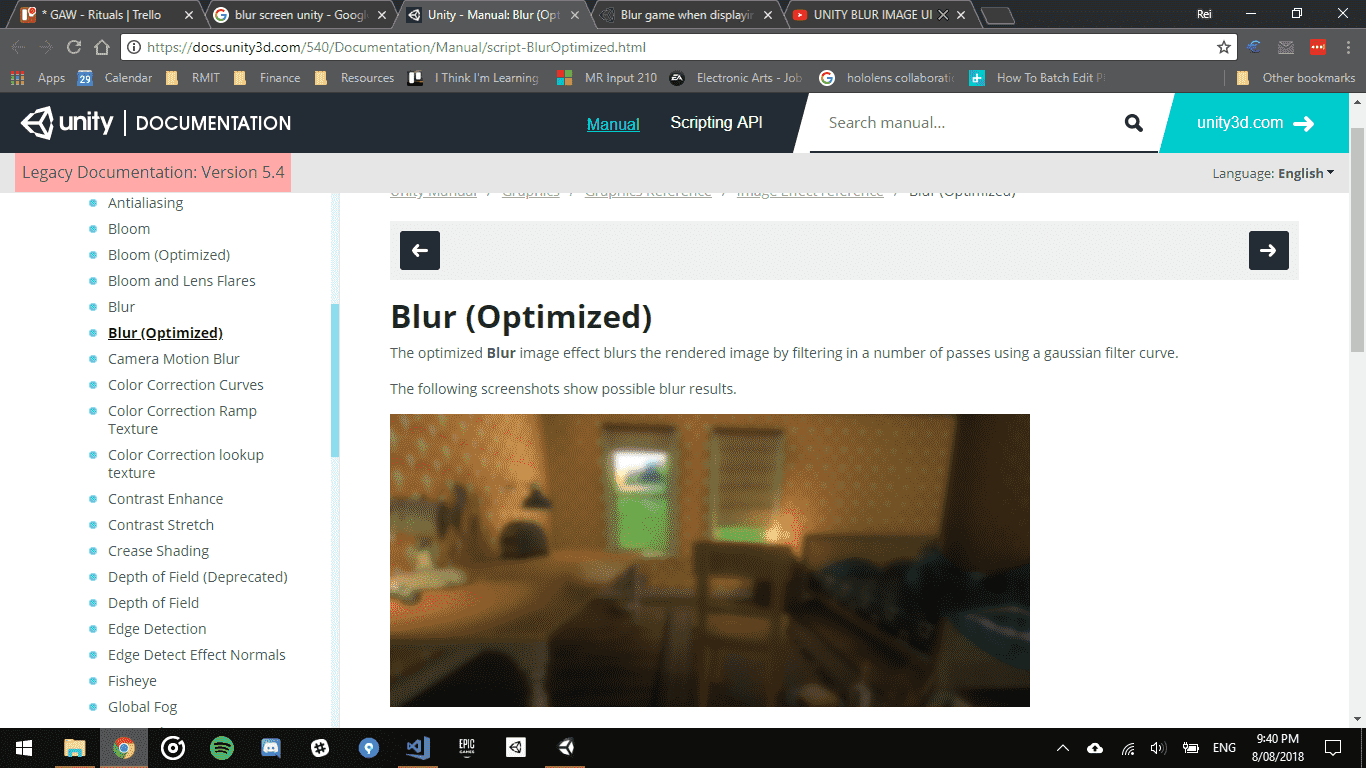 * GAW - Rituals | Trello
blur screen unity - Googl
Unity - Manual: Blur (Opt
Blur game when displayin
UNITY BLUR IMAGE UI
Rei
https://docs.unity3d.com/540/Documentation/Manual/script-BlurOptimized.html
Apps
29
Calendar
RMIT
Finance
Resources
I Think I'm Learning
MR Input 210
EA
Electronic Arts - Job
hololens collaborati
How To Batch Edit P
Other bookmarks
unity | DOCUMENTATION
Manual
Scripting API
Search manual...
unity3d.com
Legacy Documentation: Version 5.4
Language: English
Unity Manual / Graphics / Graphics Reference / Image Effect reference / Blur (Optimized)
Antialiasing
Bloom
Bloom (Optimized)
Bloom and Lens Flares
Blur
Blur (Optimized)
Camera Motion Blur
Color Correction Curves
Color Correction Ramp
Texture
Color Correction lookup
texture
Contrast Enhance
Contrast Stretch
Crease Shading
Depth of Field (Deprecated)
Depth of Field
Edge Detection
Edge Detect Effect Normals
Fisheye
Global Fog
Blur (Optimized)
The optimized Blur image effect blurs the rendered image by filtering in a number of passes using a gaussian filter curve.
The following screenshots show possible blur results.
EPIC
GAMES
ENG
9:40 PM
8/08/2018